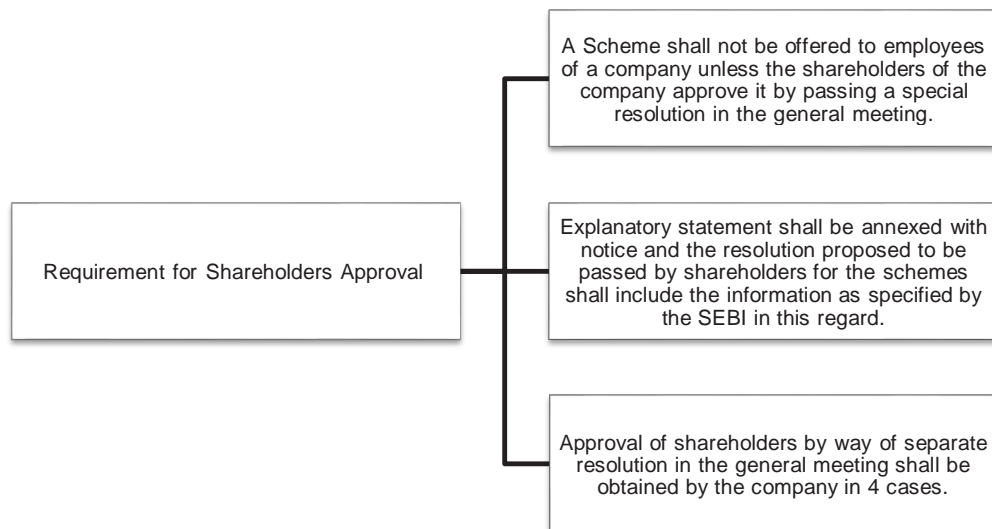 Requirement for Shareholders Approval
A Scheme shall not be offered to employees
of a company unless the shareholders of the
company approve it by passing a special
resolution in the general meeting.
Explanatory statement shall be annexed with
notice and the resolution proposed to be
passed by shareholders for the schemes
shall include the information as specified by
the SEBI in this regard.
Approval of shareholders by way of separate
resolution in the general meeting shall be
obtained by the company in 4 cases.